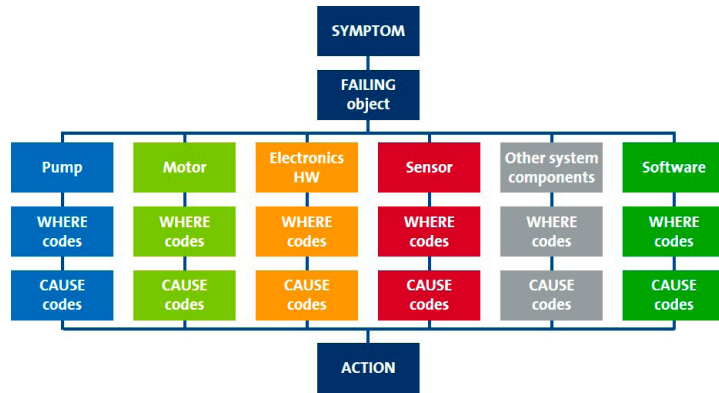 SYMPTOM
FAILING
object
Pump
Motor
Electronics
HW
Sensor
Other system
components
Software
WHERE
codes
WHERE
codes
WHERE
codes
WHERE
codes
WHERE
codes
WHERE
codes
CAUSE
codes
CAUSE
codes
CAUSE
codes
CAUSE
codes
CAUSE
codes
CAUSE
codes
ACTION